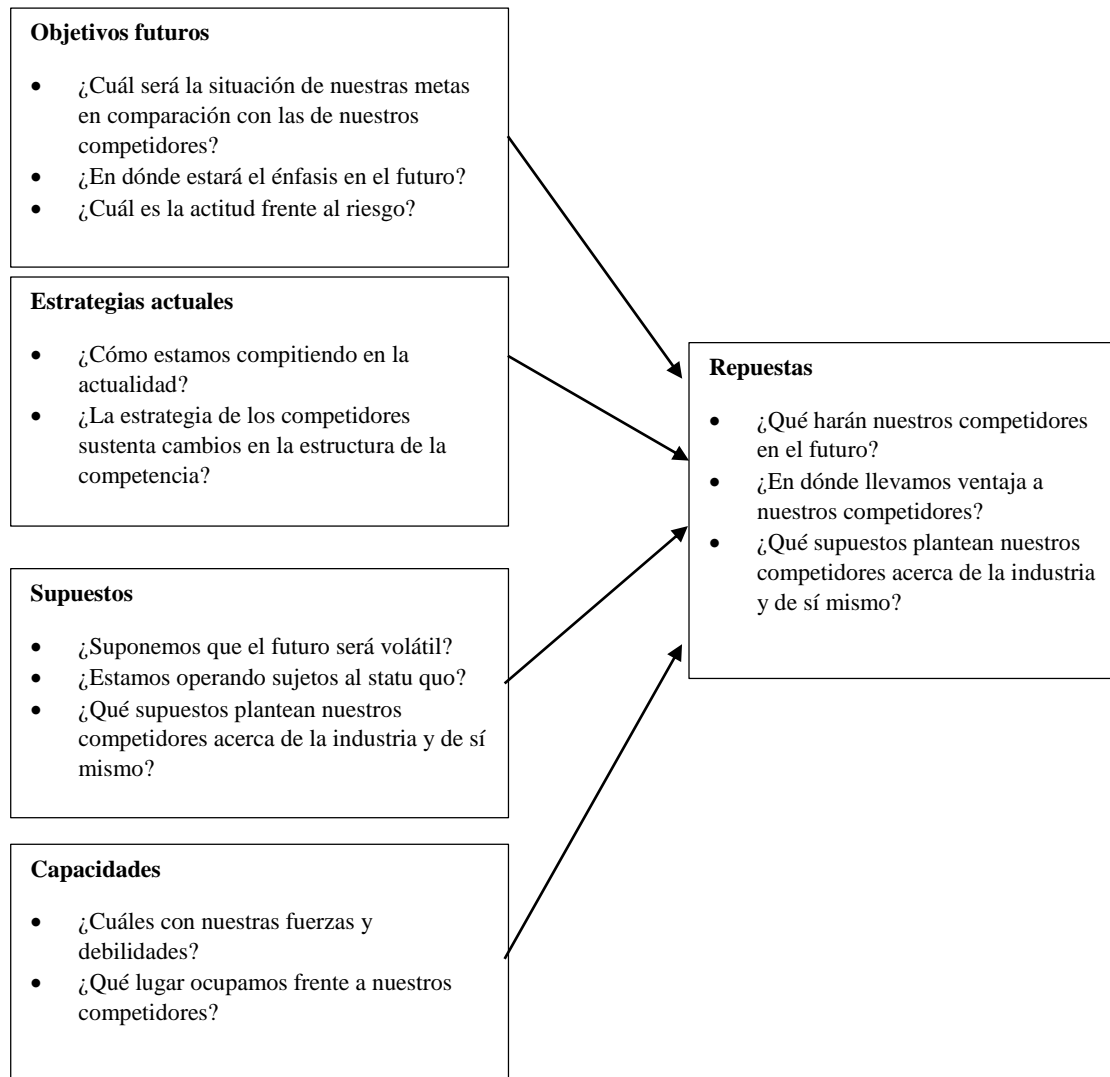 Objetivos futuros
• ¿Cuál será la situación de nuestras metas
en comparación con las de nuestros
competidores?
• ¿En dónde estará el énfasis en el futuro?
• ¿Cuál es la actitud frente al riesgo?
Estrategias actuales
• ¿Cómo estamos compitiendo en la
actualidad?
• ¿La estrategia de los competidores
sustenta cambios en la estructura de la
competencia?
Supuestos
• ¿Suponemos que el futuro será volátil?
• ¿Estamos operando sujetos al statu quo?
• ¿Qué supuestos plantean nuestros
competidores acerca de la industria y de sí
mismo?
Capacidades
• ¿Cuáles con nuestras fuerzas y
debilidades?
• ¿Qué lugar ocupamos frente a nuestros
competidores?
Repuestas
• ¿Qué harán nuestros competidores
en el futuro?
• ¿En dónde llevamos ventaja a
nuestros competidores?
• ¿Qué supuestos plantean nuestros
competidores acerca de la industria
y de sí mismo?